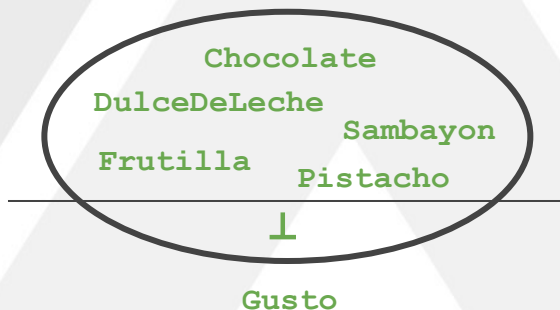 Chocolate
DulceDeLeche
Sambayon
Frutilla
Pistacho
⊥
Gusto